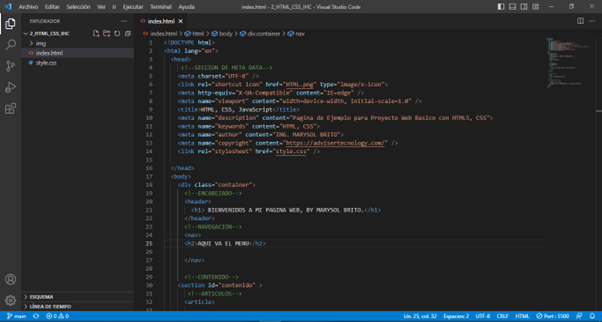 Archivo Editar Selección Ver Ir Ejecutar Terminal Ayuda
index.html - 2_HTML_CSS_IHC - Visual Studio Code
EXPLORADOR
2_HTML_CSS_IHC
img
index.html
style.css
ESQUEMA
LÍNEA DE TIEMPO
index.html
index.html > html > body > div.container > nav
1 <!DOCTYPE html>
2 <html lang="en">
3 <head>
4 <!--SECCION DE META DATA-->
5 <meta charset="UTF-8" />
6 <link rel="shortcut icon" href="HTML.png" type="image/x-icon">
7 <meta http-equiv="X-UA-Compatible" content="IE=edge" />
8 <meta name="viewport" content="width=device-width, initial-scale=1.0" />
9 <title>HTML, CSS, JavaScript</title>
10 <meta name="description" content="Pagina de Ejemplo para Proyecto Web Basico con HTML5, CSS">
11 <meta name="keywords" content="HTML, CSS">
12 <meta name="author" content="ING. MARYSOL BRITO">
13 <meta name="copyright" content="https://advisertecnology.com/" />
14 <link rel="stylesheet" href="style.css" />
15
16 </head>
17 <body>
18 <div class="container">
19 <!--ENCABEZADO-->
20 <header>
21 <h1> BIENVENIDOS A MI PAGINA WEB, BY MARYSOL BRITO.</h1>
22 </header>
23 <!--NAVEGACION-->
24 <nav>
25 <h2>AQUI VA EL MENU</h2>
26
27 </nav>
28
29 <!--CONTENIDO-->
30 <section id="contenido" >
31 <!--ARTICULOS-->
32 <article>
main
0 0
Lín. 25, col. 32 Espacios: 2 UTF-8 CRLF HTML Port : 5500